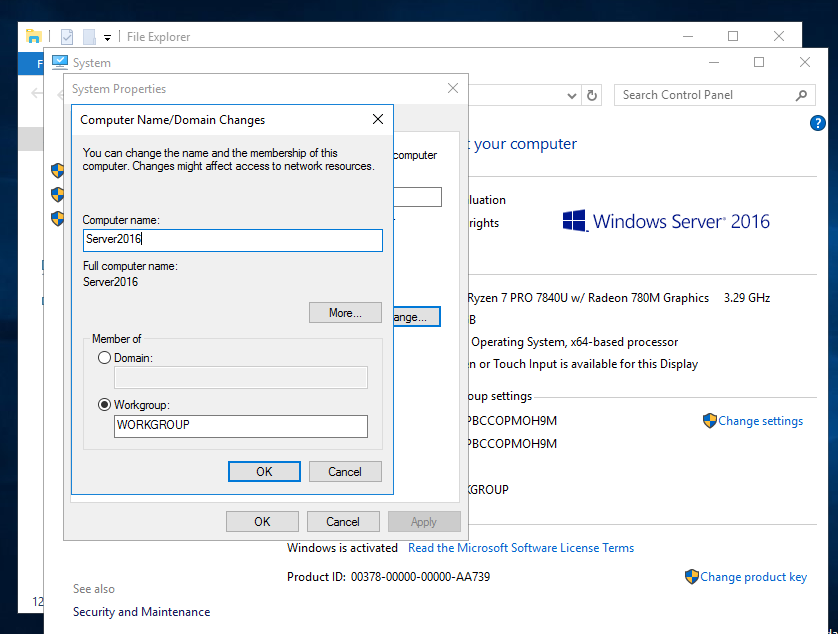 File Explorer
F
System
System Properties
Search Control Panel
Computer Name/Domain Changes
You can change the name and the membership of this
computer. Changes might affect access to network resources.
computer
t your computer
Computer name:
Server2016
Full computer name:
Server2016
More...
ange...
Member of
Domain:
Workgroup:
WORKGROUP
OK
Cancel
OK
Cancel
Apply
luation
rights
Windows Server 2016
Ryzen 7 PRO 7840U w/ Radeon 780M Graphics 3.29 GHz
B
Operating System, x64-based processor
n or Touch Input is available for this Display
oup settings
PBCCOPMOH9M
Change settings
PBCCOPMOH9M
KGROUP
Windows is activated Read the Microsoft Software License Terms
Product ID: 00378-00000-00000-AA739
Change product key
See also
Security and Maintenance
12